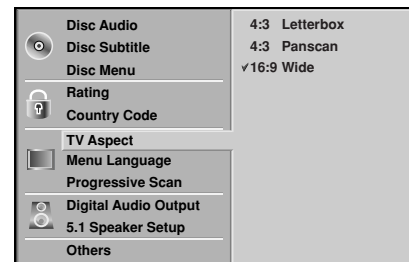 Disc Audio
Disc Subtitle
Disc Menu
Rating
Country Code
TV Aspect
Menu Language
Progressive Scan
Digital Audio Output
5.1 Speaker Setup
Others
4:3 Letterbox
4:3 Panscan
✓16:9 Wide